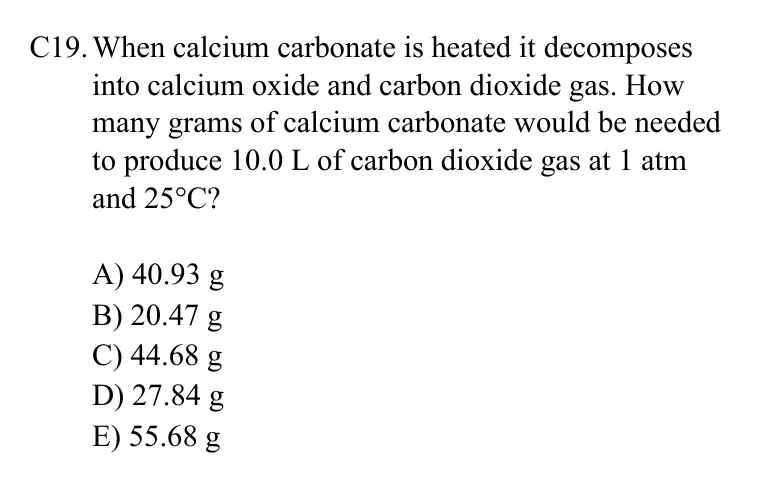 C19. When calcium carbonate is heated it decomposes
into calcium oxide and carbon dioxide gas. How
many grams of calcium carbonate would be needed
to produce 10.0 L of carbon dioxide gas at 1 atm
and 25°C?
A) 40.93 g
B) 20.47 g
C) 44.68 g
D) 27.84 g
E) 55.68 g